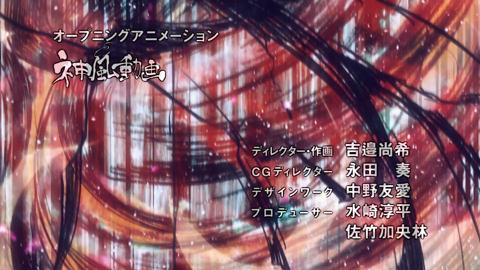 オープニングアニメーション
神風動画
ディレクター・作画 吉邉尚希
CGディレクター 永田 奏
デザインワーク 中野友愛
プロデューサー 水崎淳平
佐竹加央林